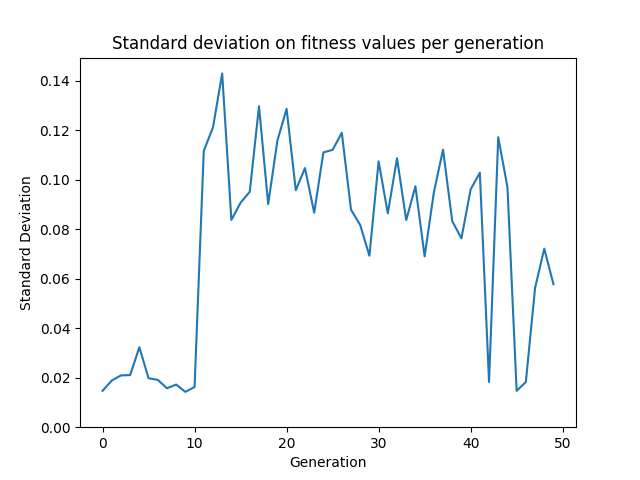 Standard deviation on fitness values per generation
0.14
0.12
0.10
0.08
0.06
0.04
0.02
0.00
Standard Deviation
0 10 20 30 40 50
Generation